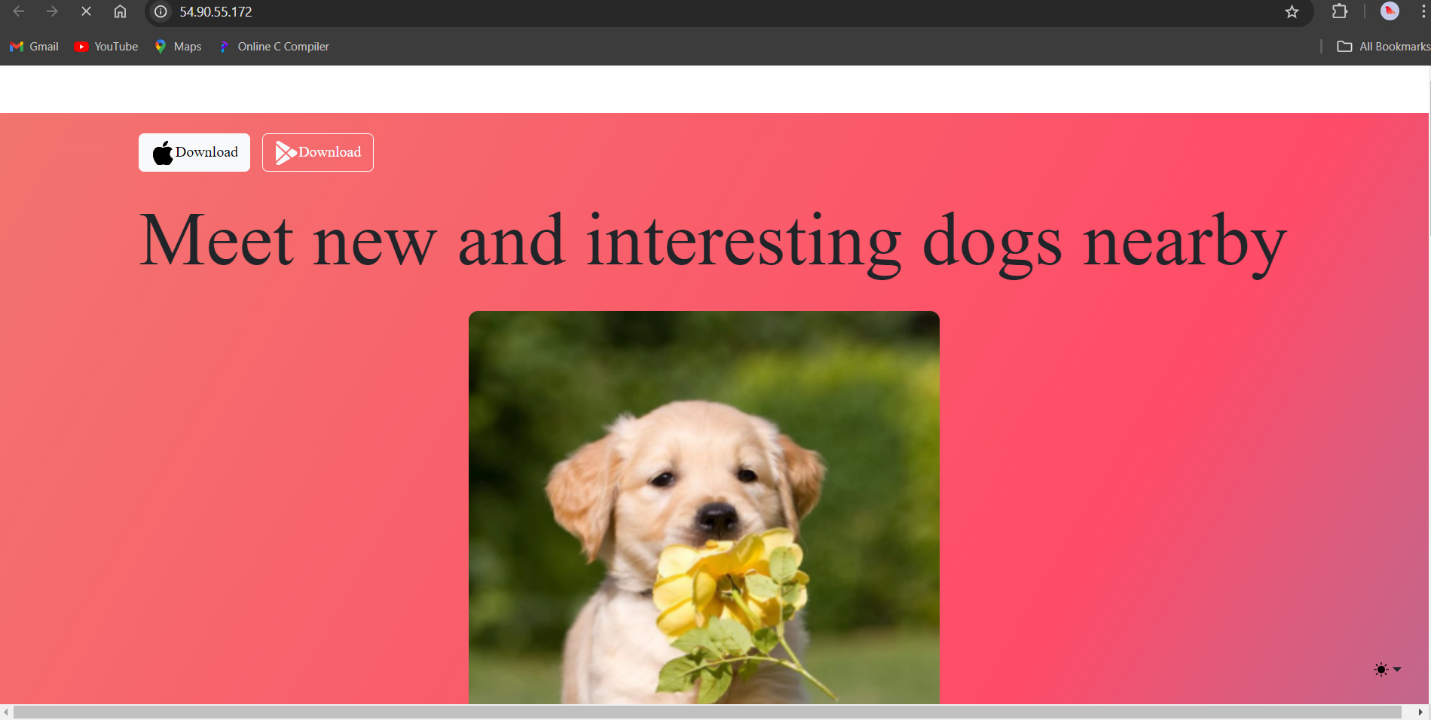 54.90.55.172
Gmail YouTube Maps Online C Compiler All Bookmarks
Download Download
Meet new and interesting dogs nearby